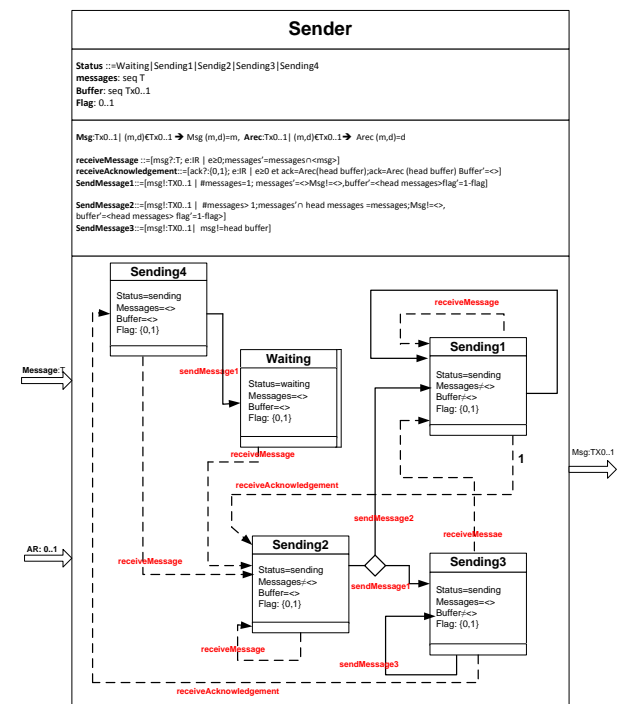 Sender
Status ::=Waiting|Sending1|Sendig2|Sending3|Sending4
messages: seq T
Buffer: seq Tx0..1
Flag: 0..1
Msg:Tx0..1| (m,d)€Tx0..1 ➔ Msg (m,d)=m, Arec:Tx0..1| (m,d)€Tx0..1➔ Arec (m,d)=d
receiveMessage ::=[msg?:T; e:IR | e≥0;messages'=messages∩<msg>]
receiveAcknowledgement::=[ack?:{0,1}; e:IR | e≥0 et ack=Arec(head buffer);ack=Arec (head buffer) Buffer'=<>]
SendMessage1::=[msg!:TX0..1 | #messages=1; messages'=<>Msg!=<>,buffer'=<head messages>flag'=1-flag]
SendMessage2::=[msg!:TX0..1 | #messages> 1;messages'∩ head messages =messages;Msg!=<>,
buffer'=<head messages> flag'=1-flag>]
SendMessage3::=[msg!:TX0..1| msg!=head buffer]
Sending4
Status=sending
Messages=<>
Buffer=<>
Flag: {0,1}
receiveMessage
Sending1
Status=sending
Messages≠<>
Buffer≠<>
Flag: {0,1}
Waiting
Status=waiting
Messages=<>
Buffer=<>
Flag: {0,1}
Message:T
sendMessage1
receiveMessage
1
Msg:TX0..1
receiveAcknowledgement
sendMessage2
receiveMessae
AR: 0..1
receiveMessage
Sending2
Status=sending
Messages≠<>
Buffer=<>
Flag: {0,1}
sendMessage1
Sending3
Status=sending
Messages=<>
Buffer≠<>
Flag: {0,1}
receiveMessage
sendMessage3
receiveAcknowledgement